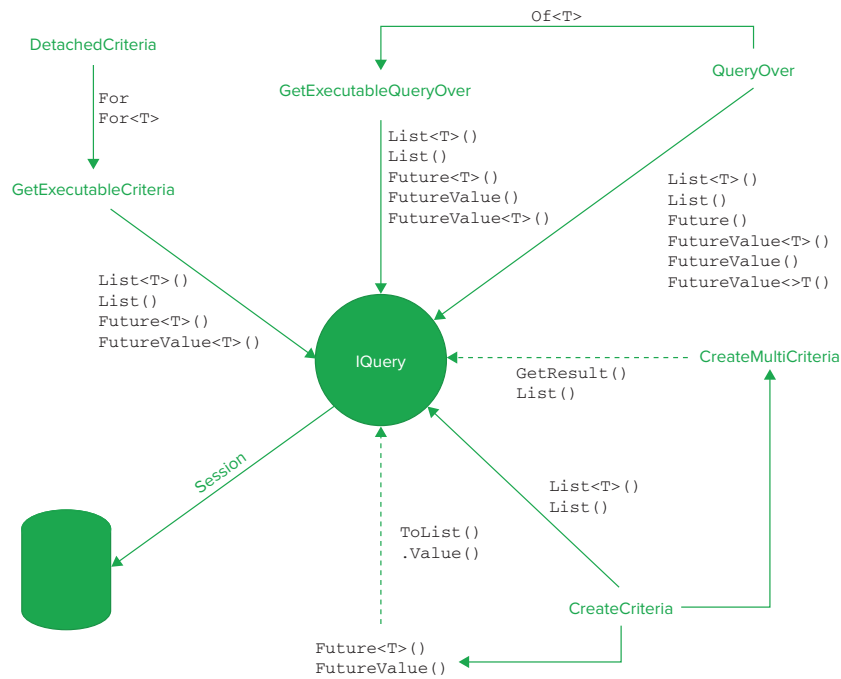 Of<T>
DetachedCriteria
QueryOver
GetExecutableQueryOver
For
For<T>
List<T>()
List()
Future<T>()
FutureValue()
FutureValue<T>()
GetExecutableCriteria
List<T>()
List()
Future()
FutureValue<T>()
FutureValue()
FutureValue<>T()
List<T>()
List()
Future<T>()
FutureValue<T>()
IQuery
CreateMultiCriteria
GetResult()
List()
Session
List<T>()
List()
ToList()
.Value()
CreateCriteria
Future<T>()
FutureValue()